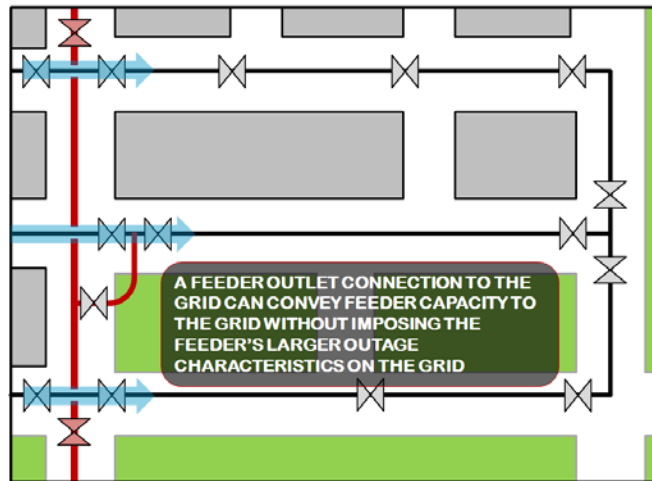 A FEEDER OUTLET CONNECTION TO THE
GRID CAN CONVEY FEEDER CAPACITY TO
THE GRID WITHOUT IMPOSING THE
FEEDER'S LARGER OUTAGE
CHARACTERISTICS ON THE GRID